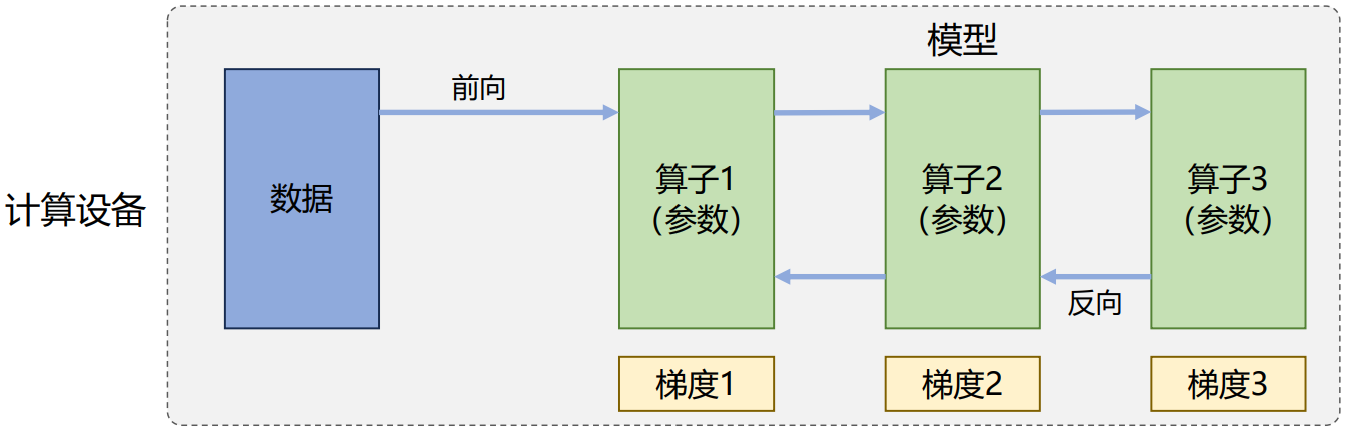 模型
前向
计算设备
数据
算子1
(参数)
算子2
(参数)
算子3
(参数)
反向
梯度1
梯度2
梯度3